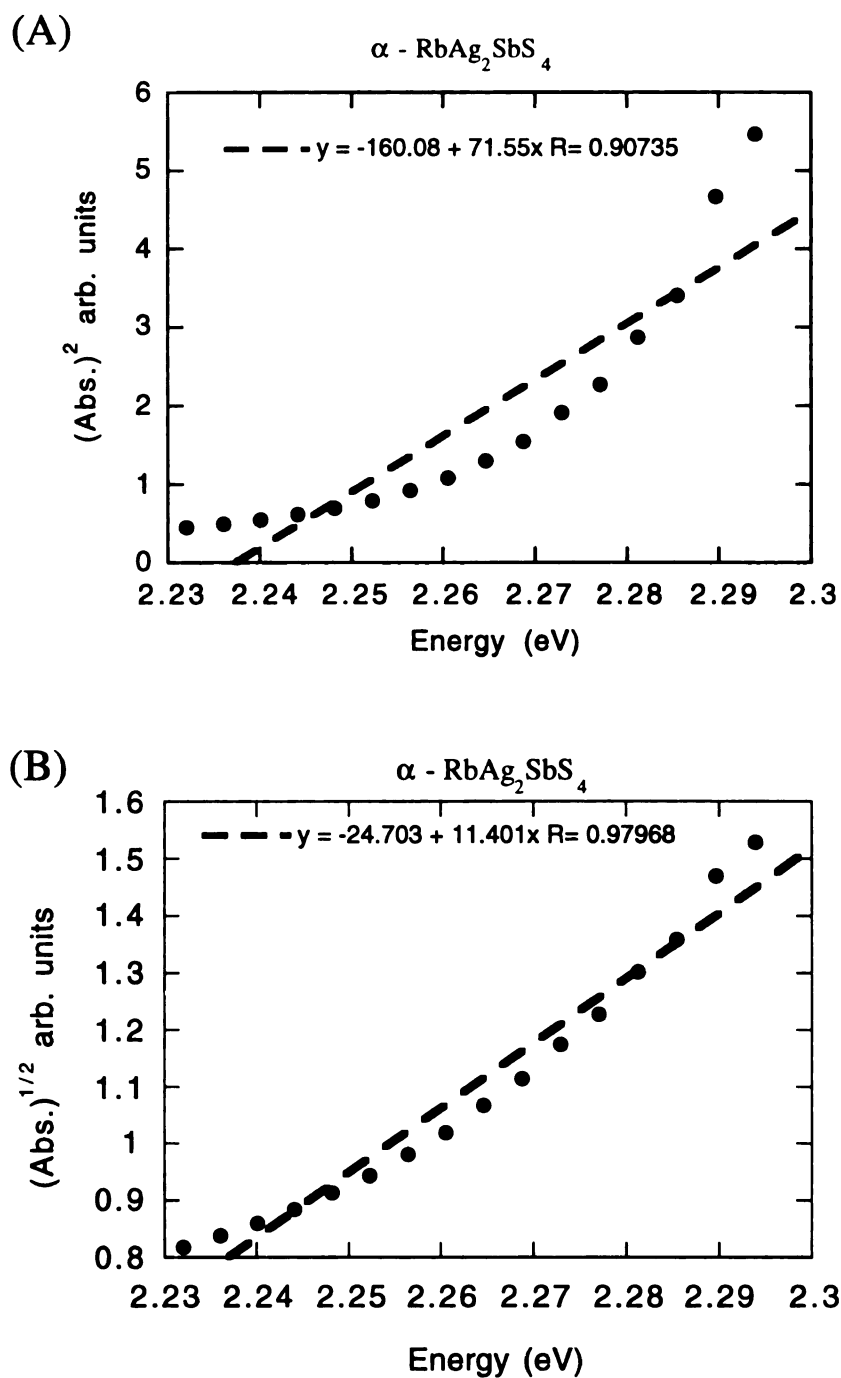 (A)
α - RbAg2SbS4
6
y = -160.08 + 71.55x R= 0.90735
5
4
3
2
1
0
(Abs.)2 arb. units
2.23 2.24 2.25 2.26 2.27 2.28 2.29 2.3
Energy (eV)
(B)
α - RbAg2SbS4
1.6
y = -24.703 + 11.401x R= 0.97968
1.5
1.4
1.3
1.2
1.1
1
0.9
0.8
(Abs.)1/2 arb. units
2.23 2.24 2.25 2.26 2.27 2.28 2.29 2.3
Energy (eV)